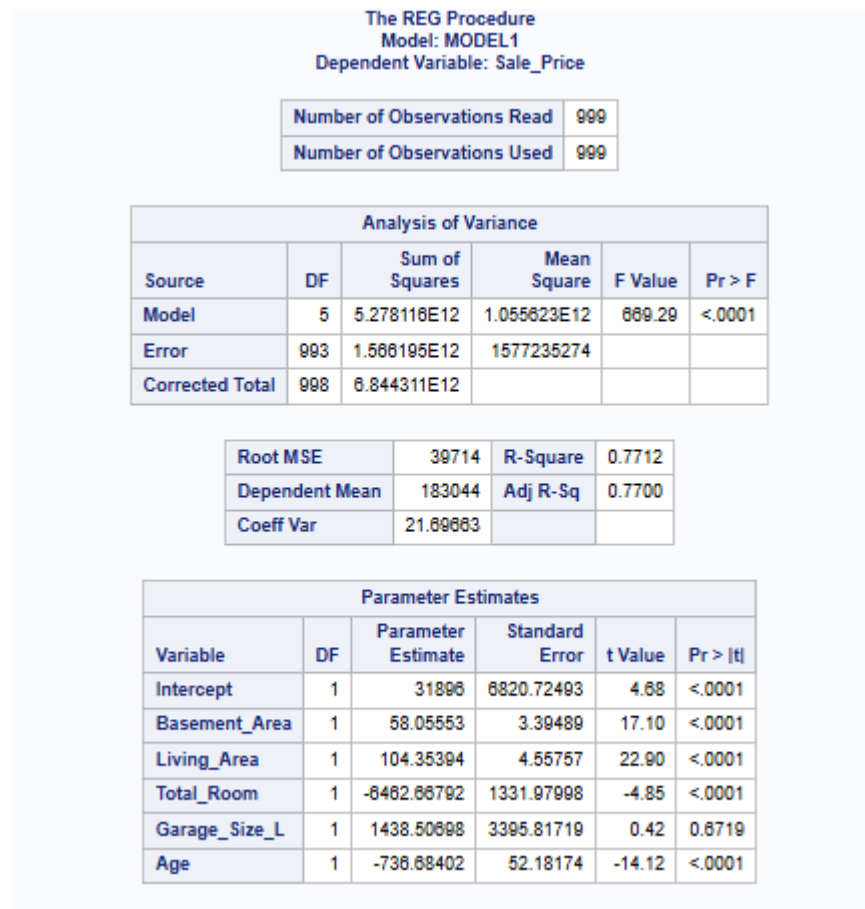 The REG Procedure
Model: MODEL1
Dependent Variable: Sale_Price
Number of Observations Read 999
Number of Observations Used 999
Analysis of Variance
Source DF Sum of Squares Mean Square F Value Pr > F
Model 5 5.278116E12 1.055623E12 669.29 <.0001
Error 993 1.566195E12 1577235274
Corrected Total 998 6.844311E12
Root MSE 39714 R-Square 0.7712
Dependent Mean 183044 Adj R-Sq 0.7700
Coeff Var 21.69663
Parameter Estimates
Variable DF Parameter Estimate Standard Error t Value Pr > |t|
Intercept 1 31896 6820.72493 4.68 <.0001
Basement_Area 1 58.05553 3.39489 17.10 <.0001
Living_Area 1 104.35394 4.55757 22.90 <.0001
Total_Room 1 -6462.66792 1331.97998 -4.85 <.0001
Garage_Size_L 1 1438.50698 3395.81719 0.42 0.6719
Age 1 -736.68402 52.18174 -14.12 <.0001